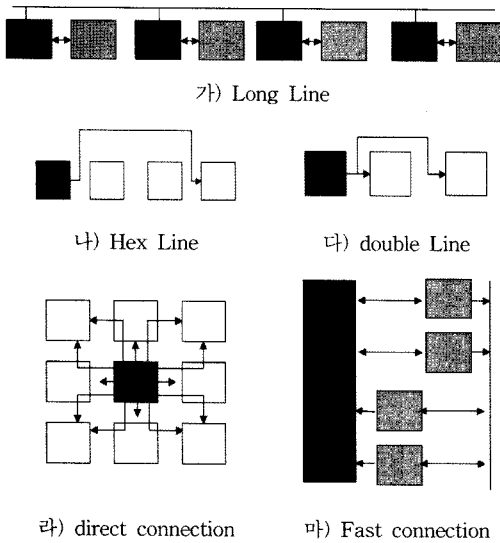 가) Long Line
나) Hex Line
다) double Line
라) direct connection
마) Fast connection